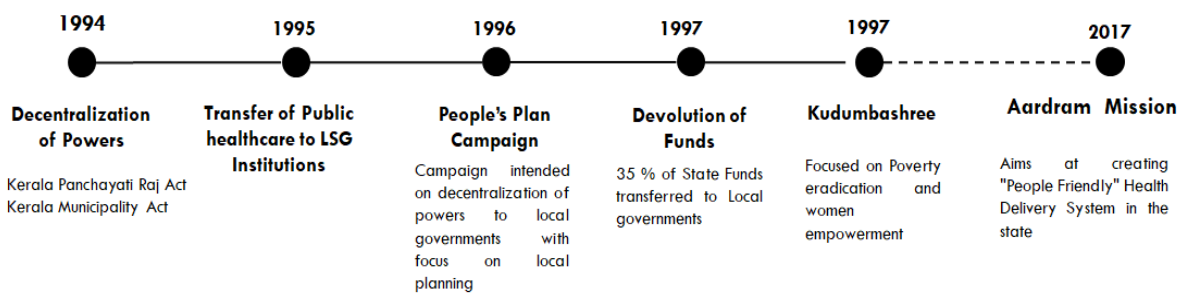 1994
Decentralization
of Powers
Kerala Panchayati Raj Act
Kerala Municipality Act
1995
Transfer of Public
healthcare to LSG
Institutions
1996
People's Plan
Campaign
Campaign intended
on decentralization of
powers to local
governments with
focus on local
planning
1997
Devolution of
Funds
35 % of State Funds
transferred to Local
governments
1997
Kudumbashree
Focused on Poverty
eradication and
women
empowerment
2017
Aardram Mission
Aims at creating
"People Friendly" Health
Delivery System in the
state